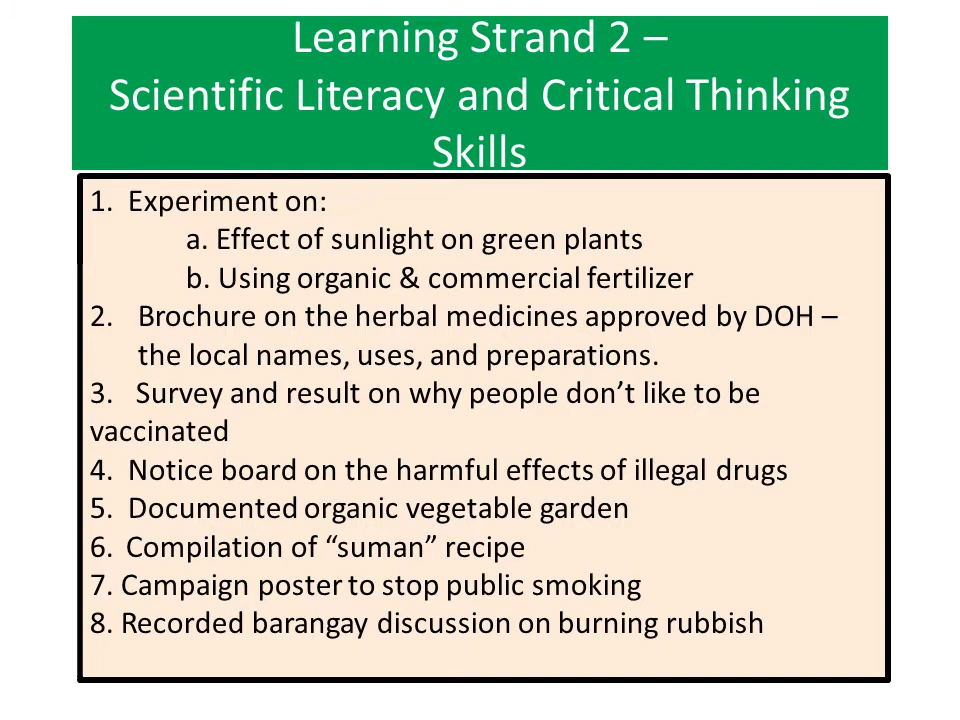 Learning Strand 2 –
Scientific Literacy and Critical Thinking
Skills
1. Experiment on:
a. Effect of sunlight on green plants
b. Using organic & commercial fertilizer
2. Brochure on the herbal medicines approved by DOH –
the local names, uses, and preparations.
3. Survey and result on why people don’t like to be
vaccinated
4. Notice board on the harmful effects of illegal drugs
5. Documented organic vegetable garden
6. Compilation of “suman” recipe
7. Campaign poster to stop public smoking
8. Recorded barangay discussion on burning rubbish